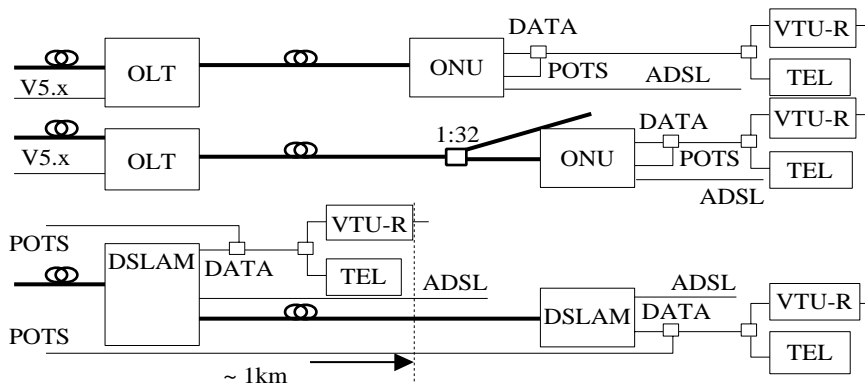 DATA
VTU-R
OLT
ONU
V5.x
POTS
ADSL
TEL
1:32
DATA
VTU-R
V5.x
OLT
ONU
POTS
TEL
ADSL
POTS
DSLAM
VTU-R
DATA
TEL
ADSL
ADSL
DSLAM
DATA
VTU-R
POTS
TEL
~ 1km